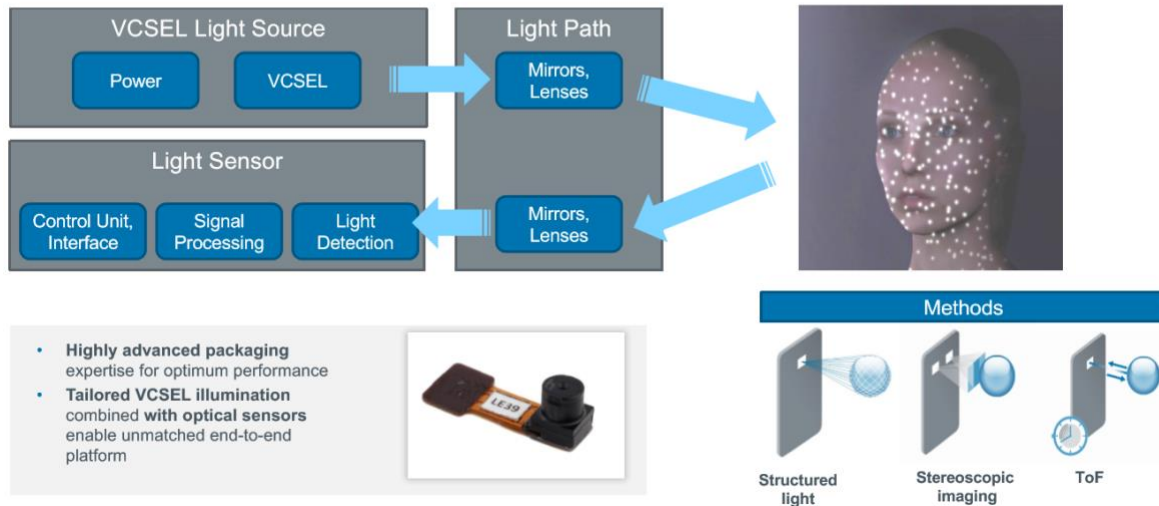 VCSEL Light Source
Power
VCSEL
Light Path
Mirrors,
Lenses
Light Sensor
Control Unit,
Interface
Signal
Processing
Light
Detection
Mirrors,
Lenses
• Highly advanced packaging
expertise for optimum performance
• Tailored VCSEL illumination
combined with optical sensors
enable unmatched end-to-end
platform
LE39
Methods
Structured
light
Stereoscopic
imaging
ToF